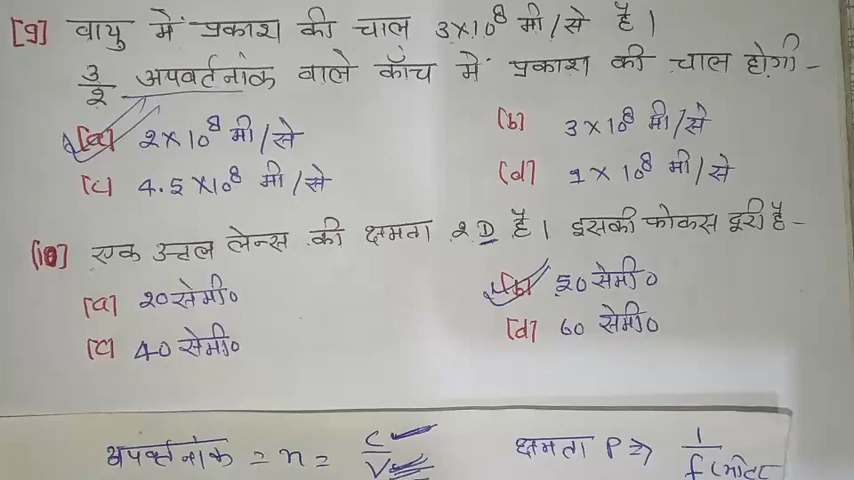 [9] वायु में प्रकाश की चाल 3×10⁸ मी/से है।
3/2 अपवर्तनांक वाले काँच में प्रकाश की चाल होगी -
[a] 2×10⁸ मी/से [b] 3×10⁸ मी/से
[c] 4.5×10⁸ मी/से [d] 1×10⁸ मी/से
[10] एक उत्तल लेन्स की क्षमता 2D है। इसकी फोकस दूरी है -
[a] 20 सेमी० [b] 50 सेमी०
[c] 40 सेमी० [d] 60 सेमी०
अपवर्तनांक = n = C/V क्षमता P ⇒ 1/f(मीटर